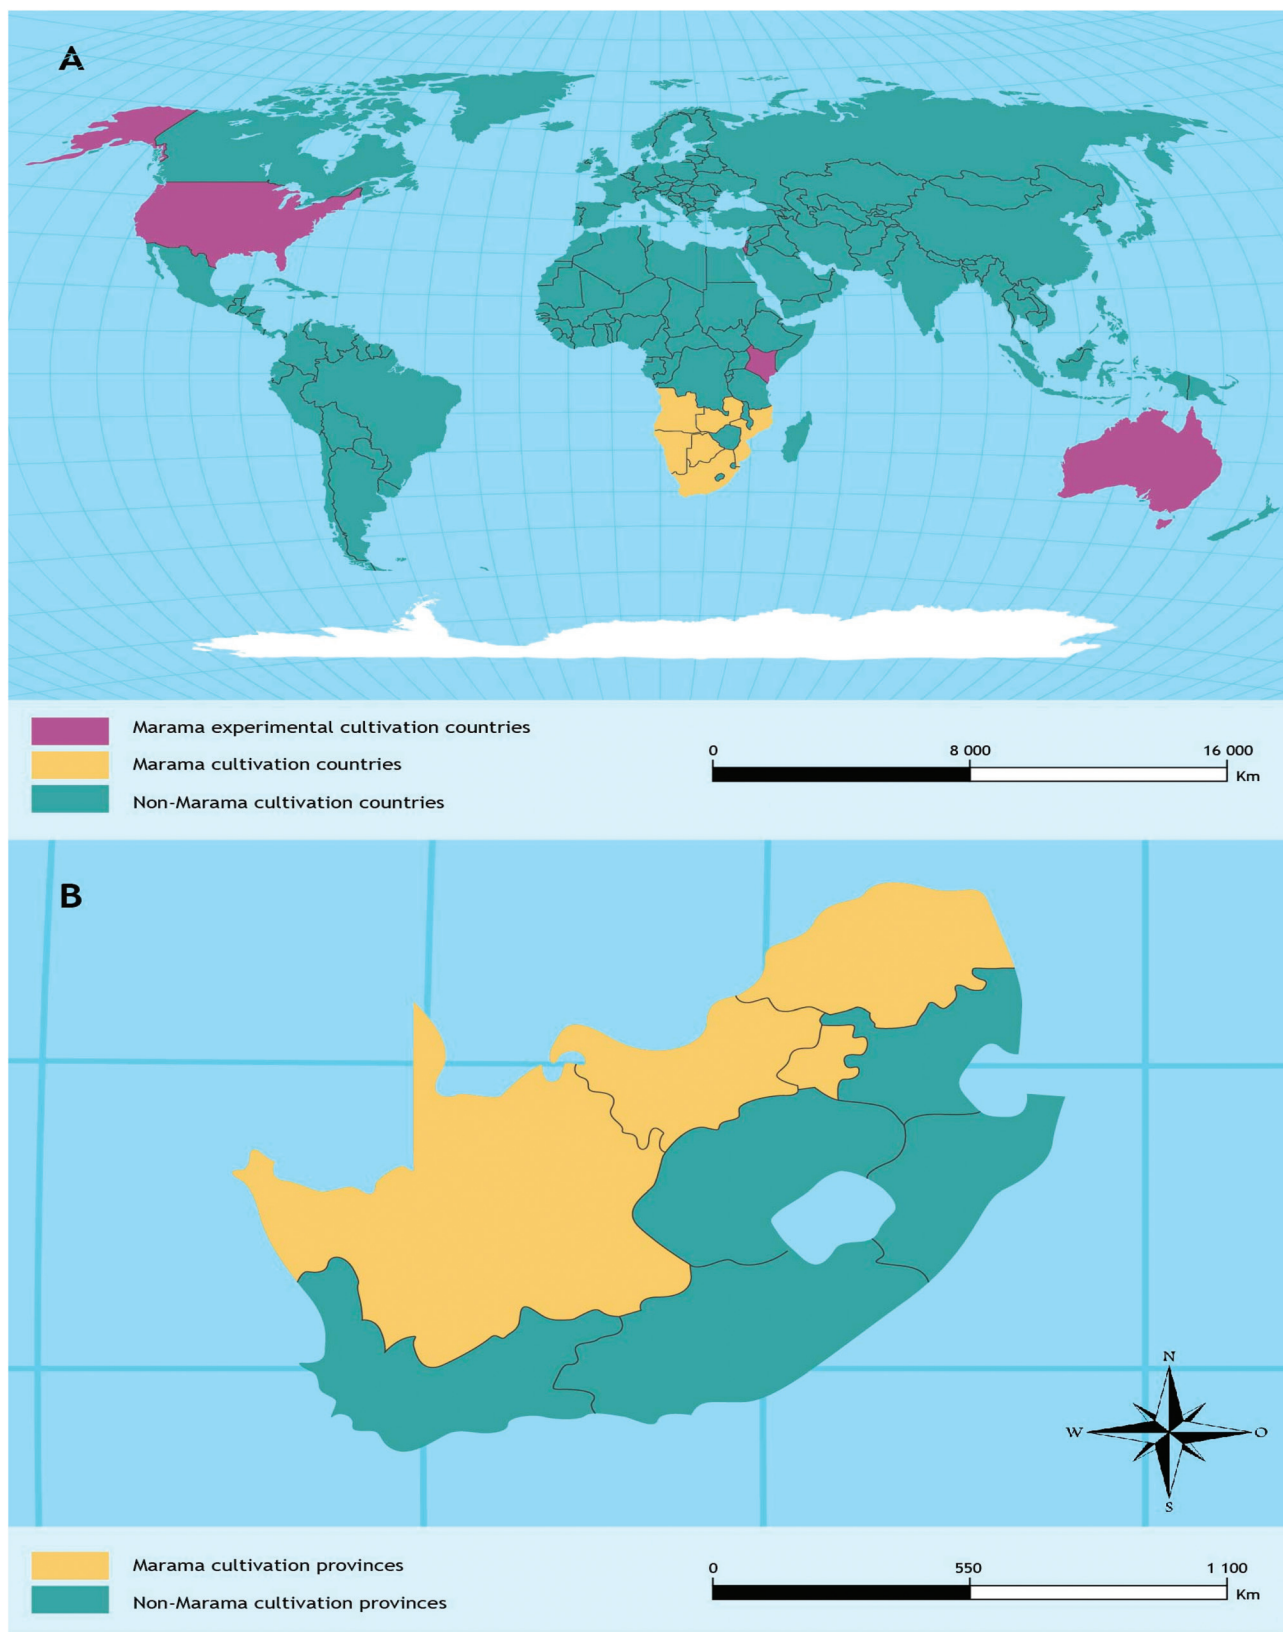 A
Marama experimental cultivation countries
Marama cultivation countries
Non-Marama cultivation countries
0 8 000 16 000
Km
B
N
W O
S
Marama cultivation provinces
Non-Marama cultivation provinces
0 550 1 100
Km